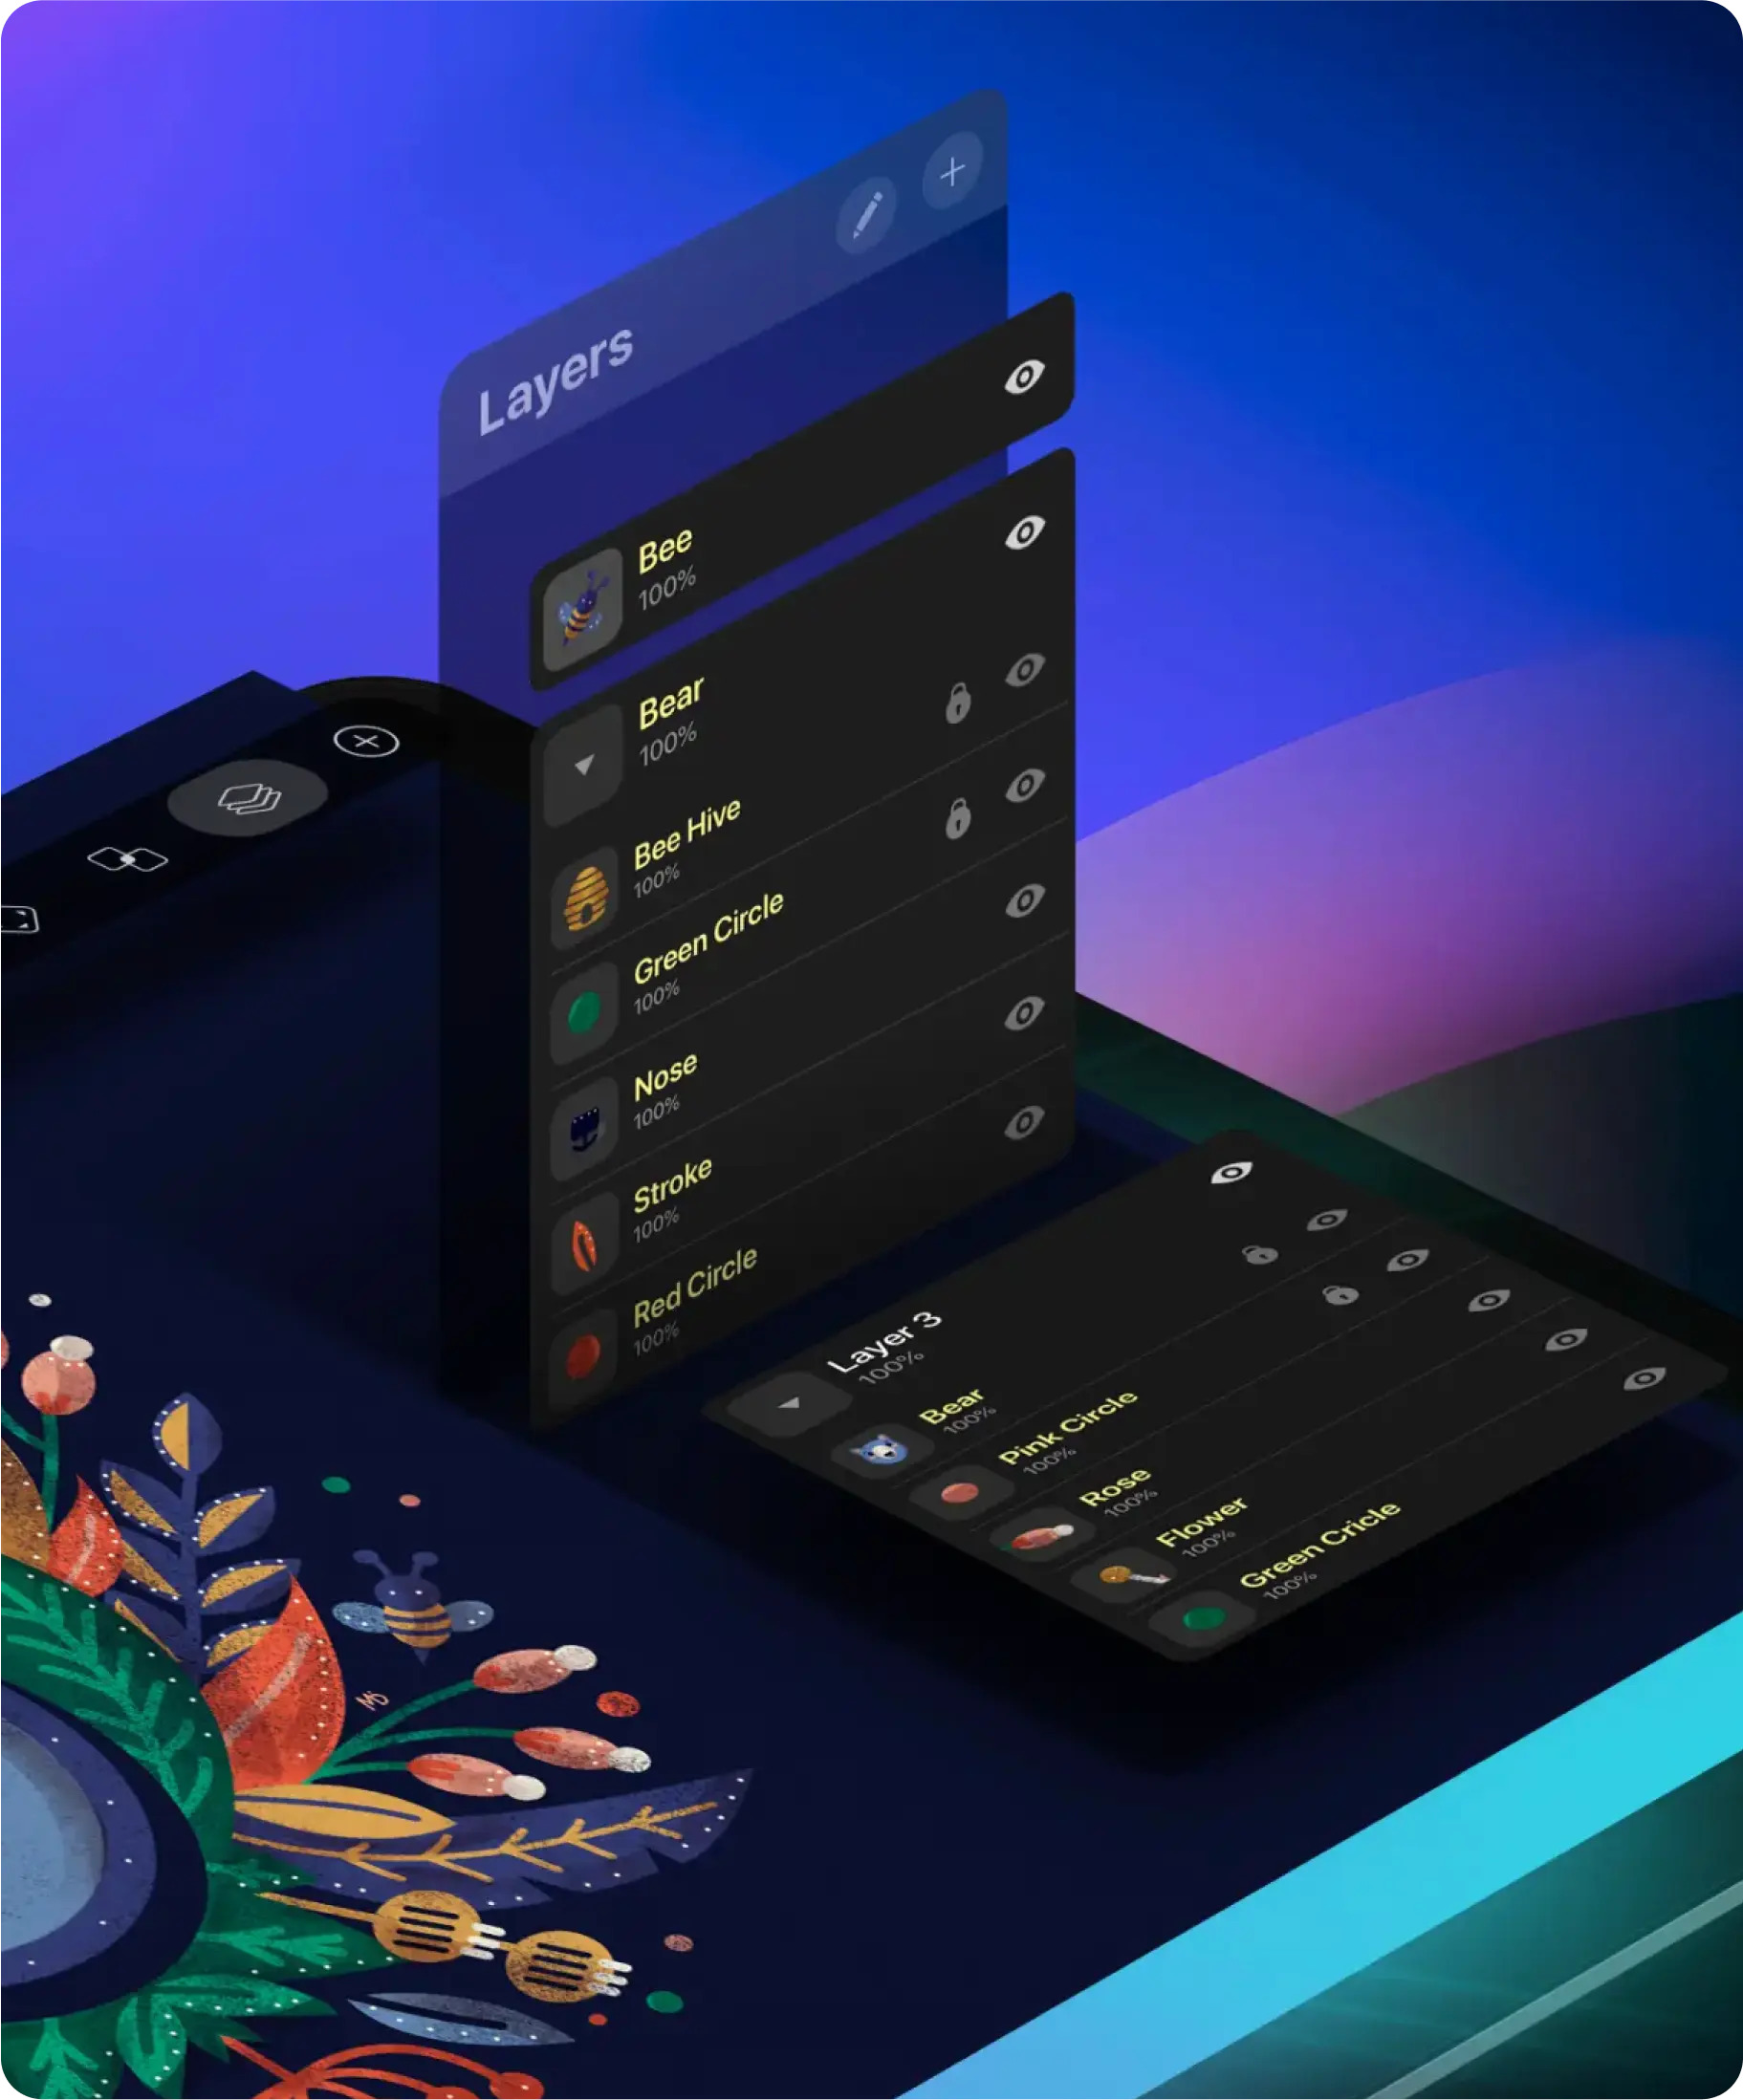 Layers
Bee
100%
Bear
100%
Bee Hive
100%
Green Circle
100%
Nose
100%
Stroke
100%
Red Circle
100%
Layer 3
100%
Bear
100%
Pink Circle
100%
Rose
100%
Flower
100%
Green Cricle
100%